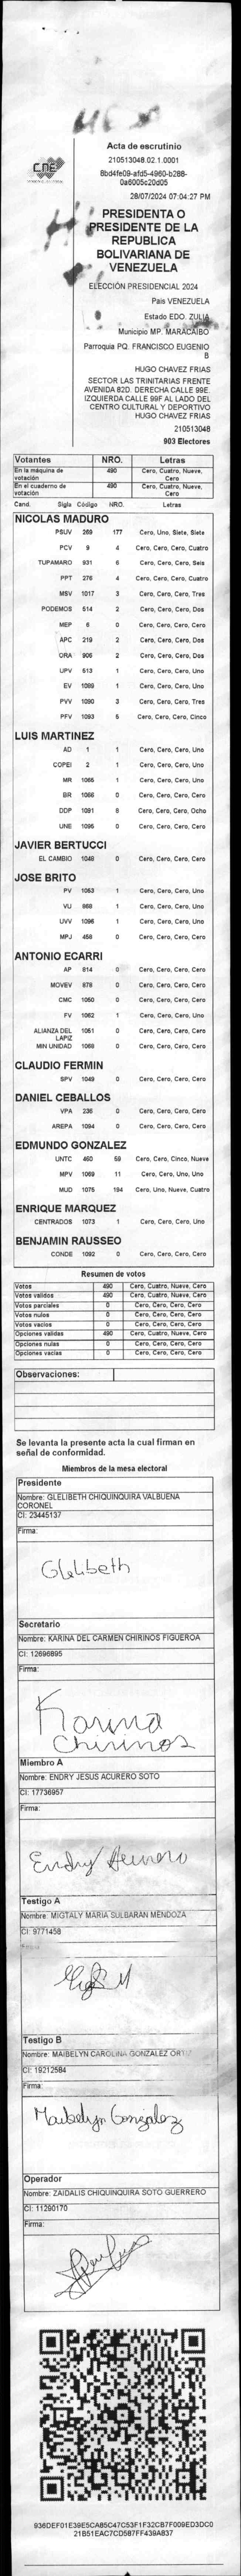 CNE
Acta de escrutinio
210513048.02.1.0001
8bd4fe09-afd5-4960-b288-
0a6005c20d05
28/07/2024 07:04:27 PM
PRESIDENTA O
PRESIDENTE DE LA
REPUBLICA
BOLIVARIANA DE
VENEZUELA
ELECCIÓN PRESIDENCIAL 2024
Pais VENEZUELA
Estado EDO. ZULIA
Municipio MP. MARACAIBO
Parroquia PQ. FRANCISCO EUGENIO
B
HUGO CHAVEZ FRIAS
SECTOR LAS TRINITARIAS FRENTE
AVENIDA 82D. DERECHA CALLE 99E.
IZQUIERDA CALLE 99F AL LADO DEL
CENTRO CULTURAL Y DEPORTIVO
HUGO CHAVEZ FRIAS
210513048
903 Electores
Votantes NRO. Letras
En la máquina de votación 490 Cero, Cuatro, Nueve, Cero
En el cuaderno de votación 490 Cero, Cuatro, Nueve, Cero
Cand. Sigla Código NRO. Letras
NICOLAS MADURO
PSUV 269 177 Cero, Uno, Siete, Siete
PCV 9 4 Cero, Cero, Cero, Cuatro
TUPAMARO 931 6 Cero, Cero, Cero, Seis
PPT 276 4 Cero, Cero, Cero, Cuatro
MSV 1017 3 Cero, Cero, Cero, Tres
PODEMOS 514 2 Cero, Cero, Cero, Dos
MEP 6 0 Cero, Cero, Cero, Cero
APC 219 2 Cero, Cero, Cero, Dos
ORA 906 2 Cero, Cero, Cero, Dos
UPV 513 1 Cero, Cero, Cero, Uno
EV 1089 1 Cero, Cero, Cero, Uno
PVV 1090 3 Cero, Cero, Cero, Tres
PFV 1093 5 Cero, Cero, Cero, Cinco
LUIS MARTINEZ
AD 1 1 Cero, Cero, Cero, Uno
COPEI 2 1 Cero, Cero, Cero, Uno
MR 1065 1 Cero, Cero, Cero, Uno
BR 1068 0 Cero, Cero, Cero, Cero
DDP 1091 8 Cero, Cero, Cero, Ocho
UNE 1095 0 Cero, Cero, Cero, Cero
JAVIER BERTUCCI
EL CAMBIO 1048 0 Cero, Cero, Cero, Cero
JOSE BRITO
PV 1053 1 Cero, Cero, Cero, Uno
VU 868 1 Cero, Cero, Cero, Uno
UVV 1096 1 Cero, Cero, Cero, Uno
MPJ 458 0 Cero, Cero, Cero, Cero
ANTONIO ECARRI
AP 814 0 Cero, Cero, Cero, Cero
MOVEV 878 0 Cero, Cero, Cero, Cero
CMC 1050 0 Cero, Cero, Cero, Cero
FV 1062 1 Cero, Cero, Cero, Uno
ALIANZA DEL LAPIZ 1051 0 Cero, Cero, Cero, Cero
MIN UNIDAD 1069 0 Cero, Cero, Cero, Cero
CLAUDIO FERMIN
SPV 1049 0 Cero, Cero, Cero, Cero
DANIEL CEBALLOS
VPA 236 0 Cero, Cero, Cero, Cero
AREPA 1094 0 Cero, Cero, Cero, Cero
EDMUNDO GONZALEZ
UNTC 460 59 Cero, Cero, Cinco, Nueve
MPV 1069 11 Cero, Cero, Uno, Uno
MUD 1075 194 Cero, Uno, Nueve, Cuatro
ENRIQUE MARQUEZ
CENTRADOS 1073 1 Cero, Cero, Cero, Uno
BENJAMIN RAUSSEO
CONDE 1092 0 Cero, Cero, Cero, Cero
Resumen de votos
Votos 490 Cero, Cuatro, Nueve, Cero
Votos validos 490 Cero, Cuatro, Nueve, Cero
Votos parciales 0 Cero, Cero, Cero, Cero
Votos nulos 0 Cero, Cero, Cero, Cero
Votos vacios 0 Cero, Cero, Cero, Cero
Opciones validas 490 Cero, Cuatro, Nueve, Cero
Opciones nulas 0 Cero, Cero, Cero, Cero
Opciones vacias 0 Cero, Cero, Cero, Cero
Observaciones:
Se levanta la presente acta la cual firman en
señal de conformidad.
Miembros de la mesa electoral
Presidente
Nombre: GLELIBETH CHIQUINQUIRA VALBUENA
CORONEL
CI: 23445137
Firma:
Glelibeth
Secretario
Nombre: KARINA DEL CARMEN CHIRINOS FIGUEROA
CI: 12696895
Firma:
Karina
Chirinos
Miembro A
Nombre: ENDRY JESUS ACURERO SOTO
CI: 17736957
Firma:
Endry Acurero
Testigo A
Nombre: MIGTALY MARIA SULBARAN MENDOZA
CI: 9771458
Firma:
Testigo B
Nombre: MAIBELYN CAROLINA GONZALEZ ORTIZ
CI: 19212584
Firma:
Maibelyn Gonzalez
Operador
Nombre: ZAIDALIS CHIQUINQUIRA SOTO GUERRERO
CI: 11290170
Firma:
936DEF01E39E5CA85C47C53F1F32CB7F009ED3DC0
21B51EAC7CD587FF439A837